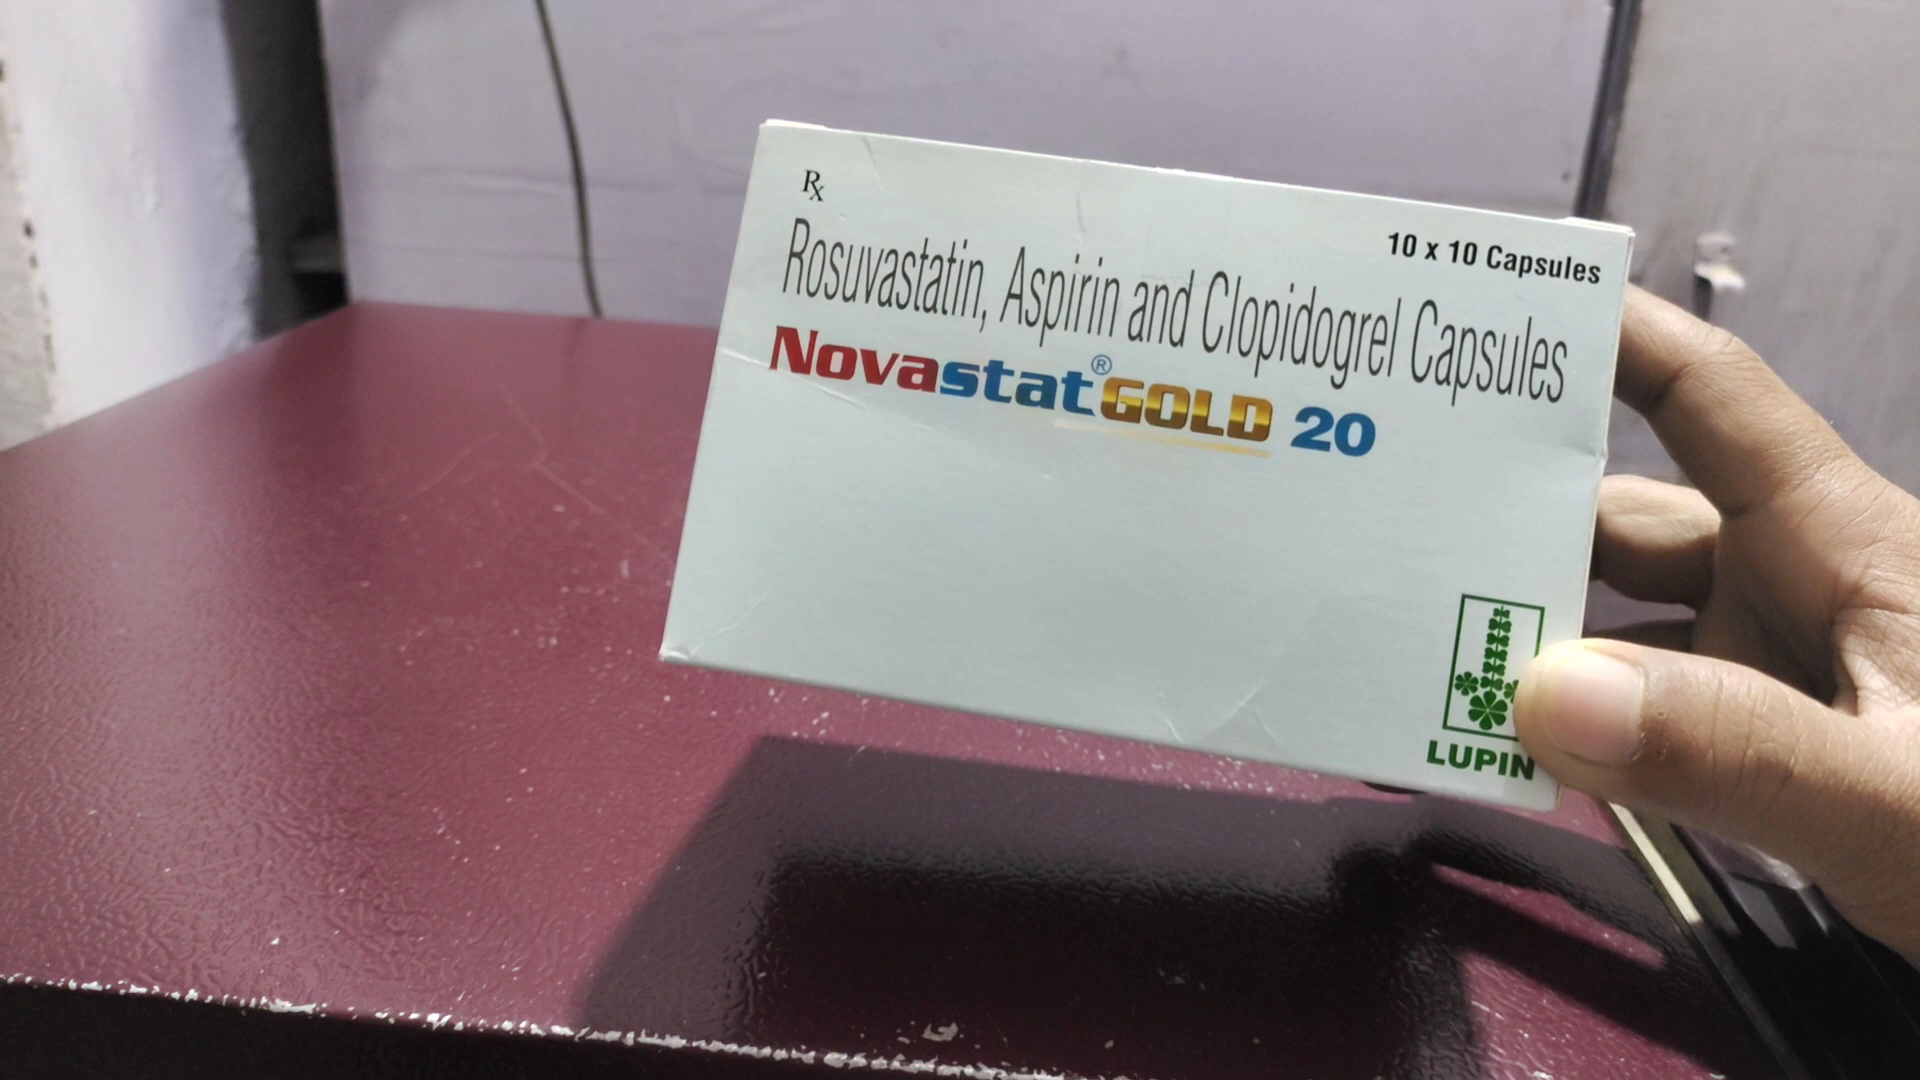 Rx
10 x 10 Capsules
Rosuvastatin, Aspirin and Clopidogrel Capsules
Novastat® GOLD 20
LUPIN